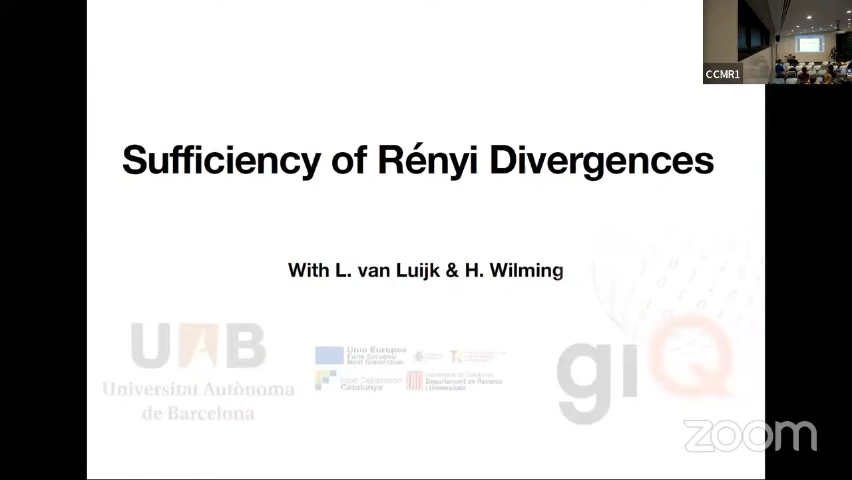 CCMR1
Sufficiency of Rényi Divergences
With L. van Luijk & H. Wilming
UAB
Universitat Autònoma
de Barcelona
Unió Europea
Next Generation
Catalunya
giQ
zoom